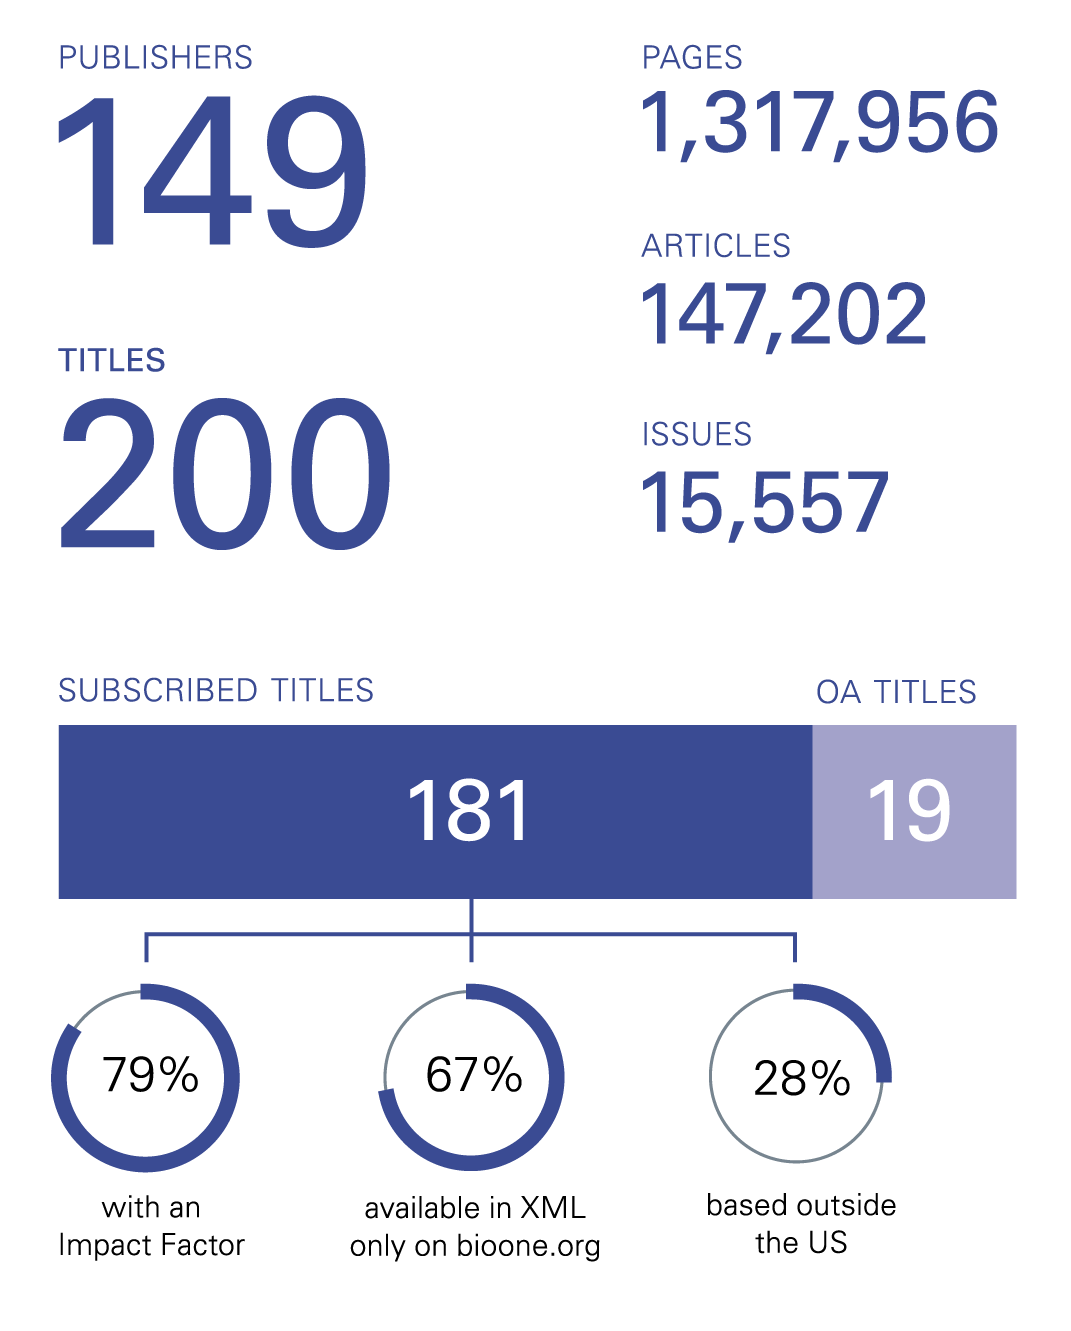 PUBLISHERS
149
TITLES
200
PAGES
1,317,956
ARTICLES
147,202
ISSUES
15,557
SUBSCRIBED TITLES
OA TITLES
181
19
79%
with an
Impact Factor
67%
available in XML
only on bioone.org
28%
based outside
the US